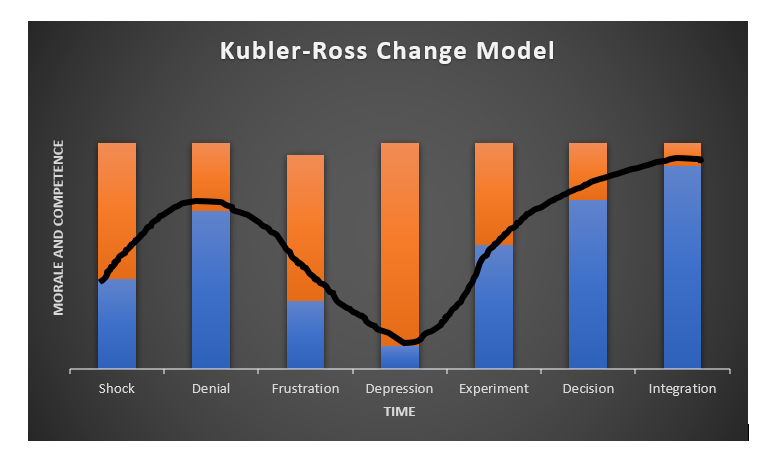 Kubler-Ross Change Model
MORALE AND COMPETENCE
Shock Denial Frustration Depression Experiment Decision Integration
TIME